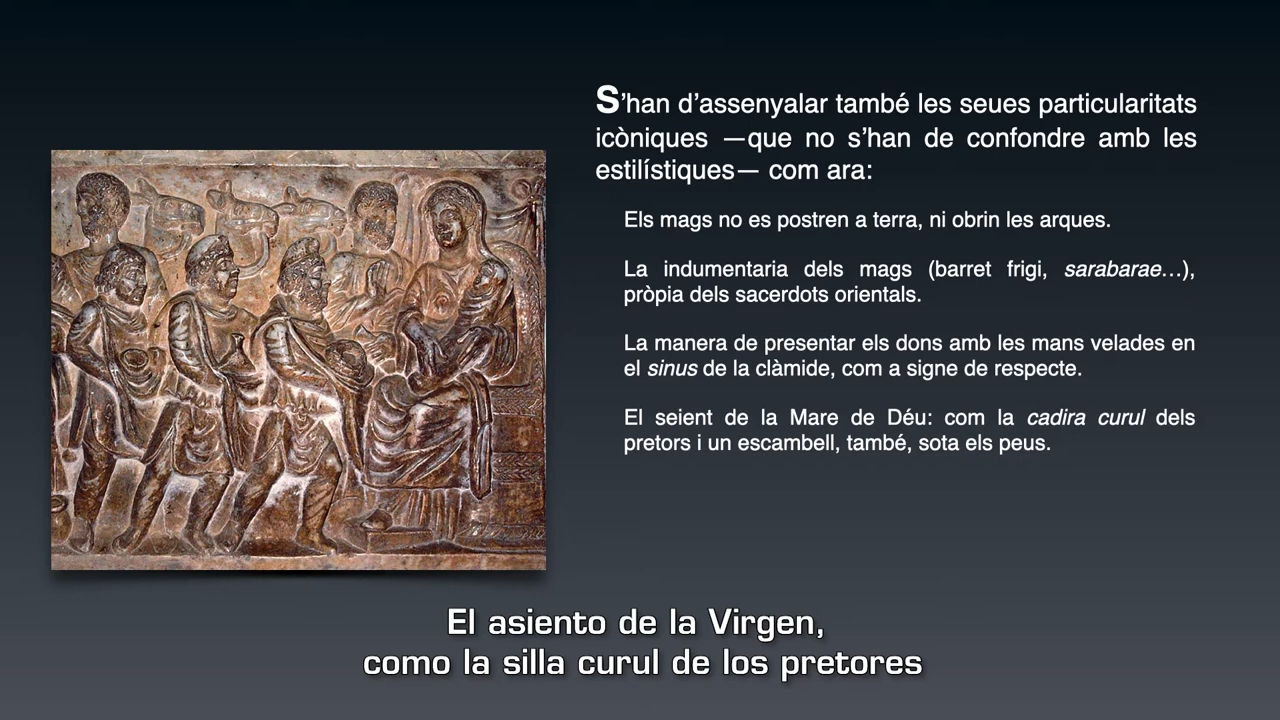 S’han d’assenyalar també les seues particularitats
icòniques —que no s’han de confondre amb les
estilístiques— com ara:
Els mags no es postren a terra, ni obrin les arques.
La indumentaria dels mags (barret frigi, sarabarae…),
pròpia dels sacerdots orientals.
La manera de presentar els dons amb les mans velades en
el sinus de la clàmide, com a signe de respecte.
El seient de la Mare de Déu: com la cadira curul dels
pretors i un escambell, també, sota els peus.
El asiento de la Virgen,
como la silla curul de los pretores